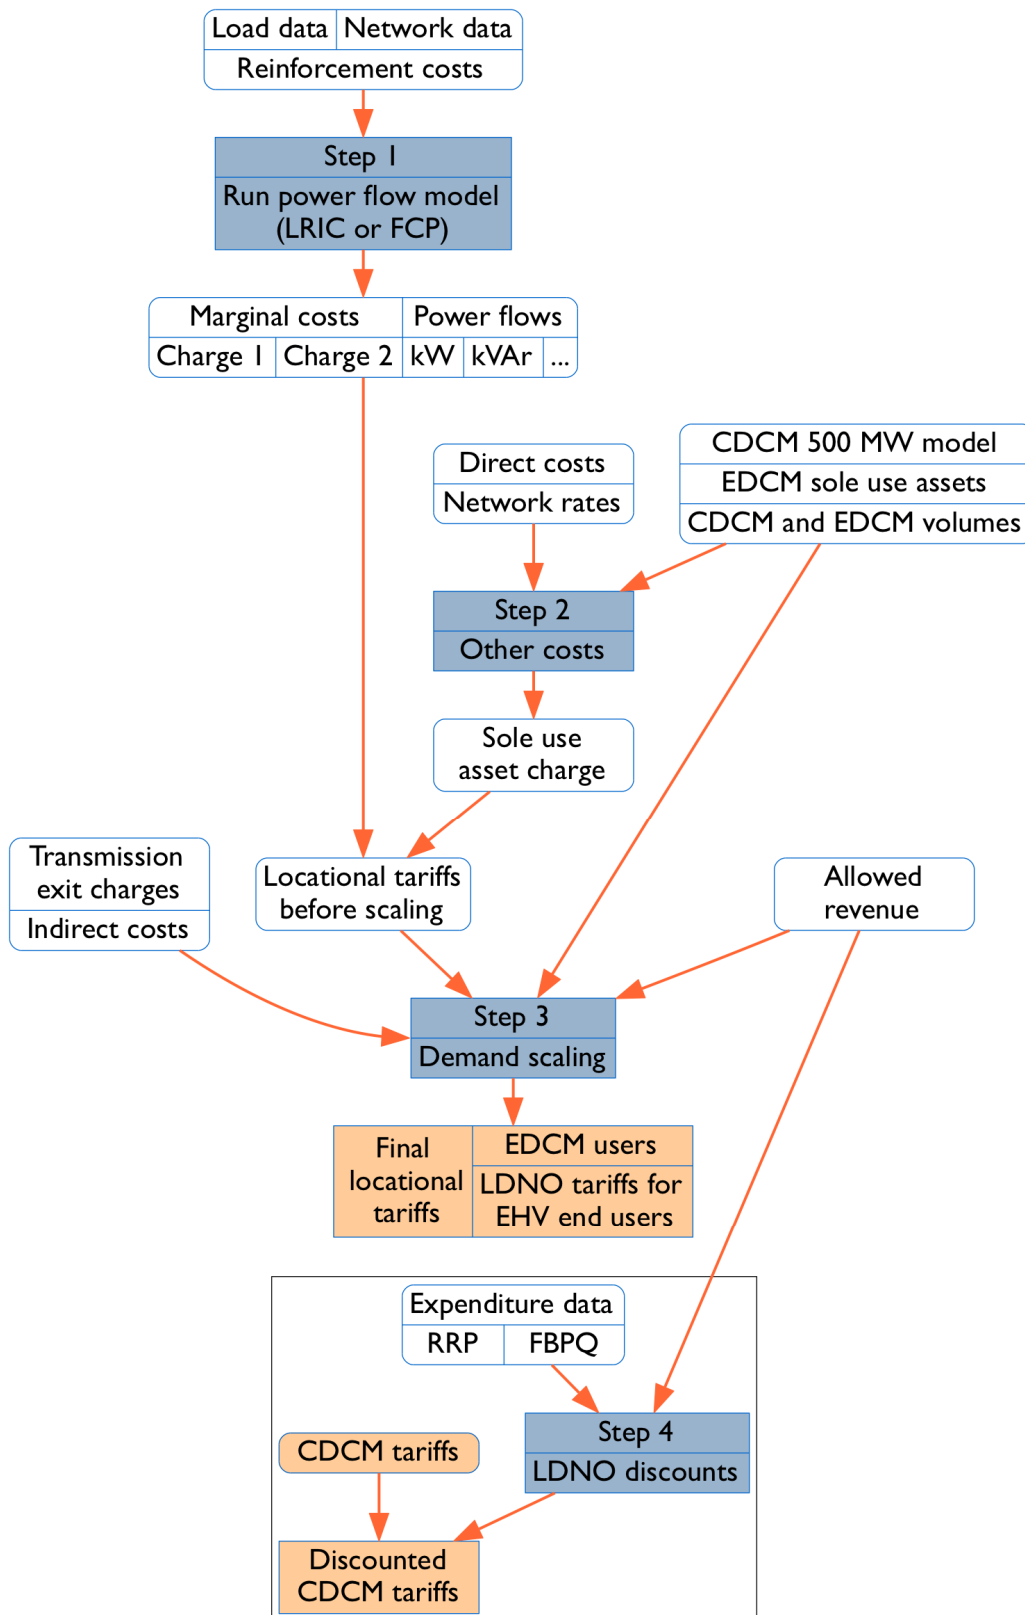 Load data Network data
Reinforcement costs
Step 1
Run power flow model
(LRIC or FCP)
Marginal costs Power flows
Charge 1 Charge 2 kW kVAr ...
Direct costs
Network rates
CDCM 500 MW model
EDCM sole use assets
CDCM and EDCM volumes
Step 2
Other costs
Sole use
asset charge
Transmission
exit charges
Indirect costs
Locational tariffs
before scaling
Allowed
revenue
Step 3
Demand scaling
Final
locational
tariffs
EDCM users
LDNO tariffs for
EHV end users
Expenditure data
RRP FBPQ
Step 4
LDNO discounts
CDCM tariffs
Discounted
CDCM tariffs